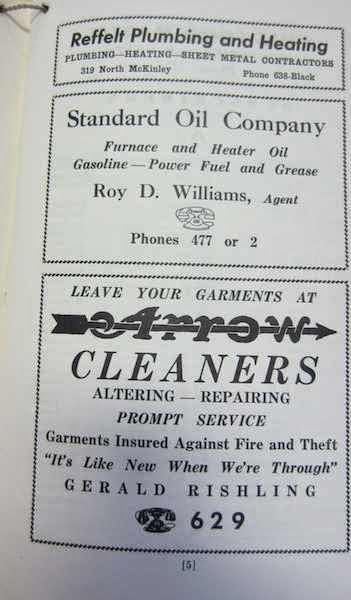 Reffelt Plumbing and Heating
PLUMBING—HEATING—SHEET METAL CONTRACTORS
319 North McKinley Phone 638-Black
Standard Oil Company
Furnace and Heater Oil
Gasoline — Power Fuel and Grease
Roy D. Williams, Agent
Phones 477 or 2
LEAVE YOUR GARMENTS AT
Arrow
CLEANERS
ALTERING — REPAIRING
PROMPT SERVICE
Garments Insured Against Fire and Theft
"It's Like New When We're Through"
GERALD RISHLING
629
[5]